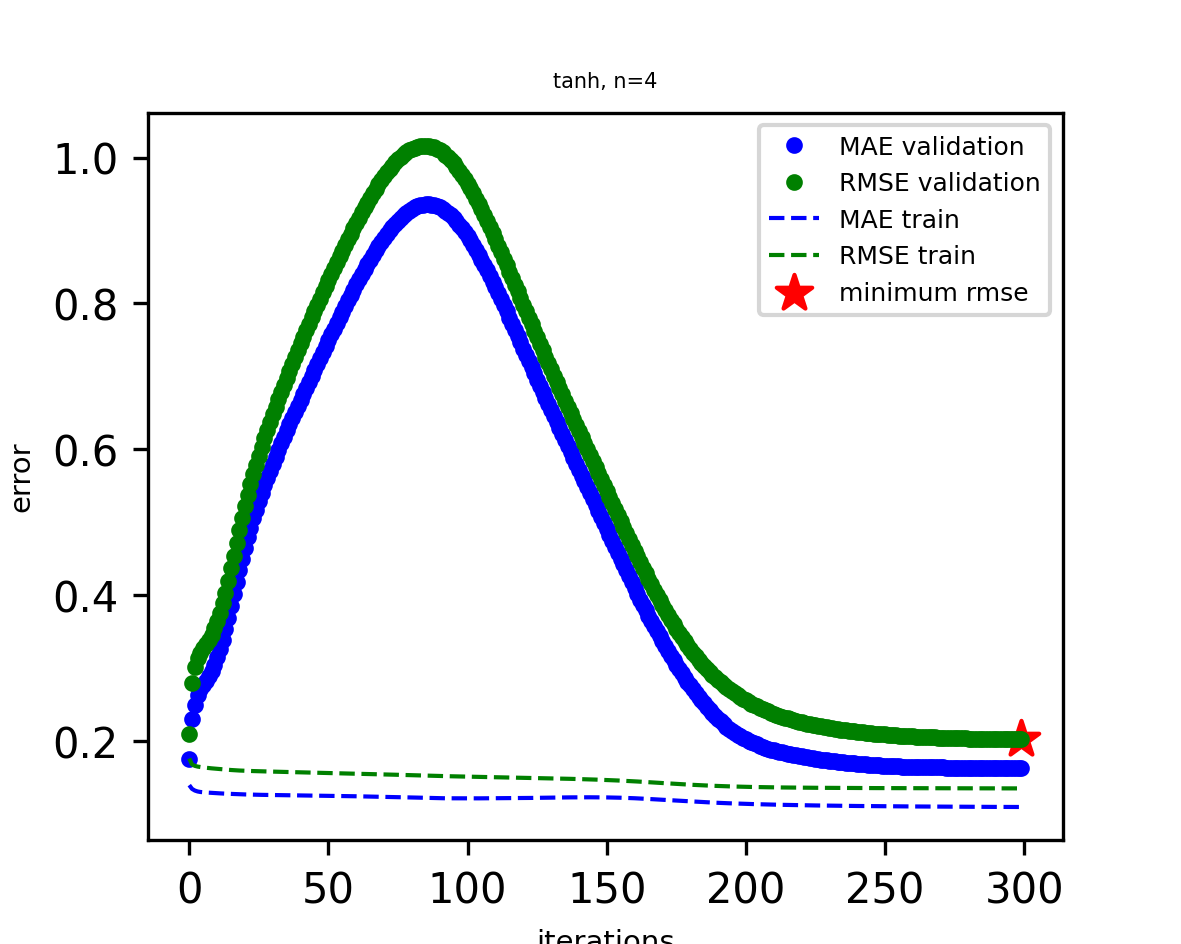 tanh, n=4
MAE validation
RMSE validation
MAE train
RMSE train
minimum rmse
error
1.0
0.8
0.6
0.4
0.2
0 50 100 150 200 250 300
iterations